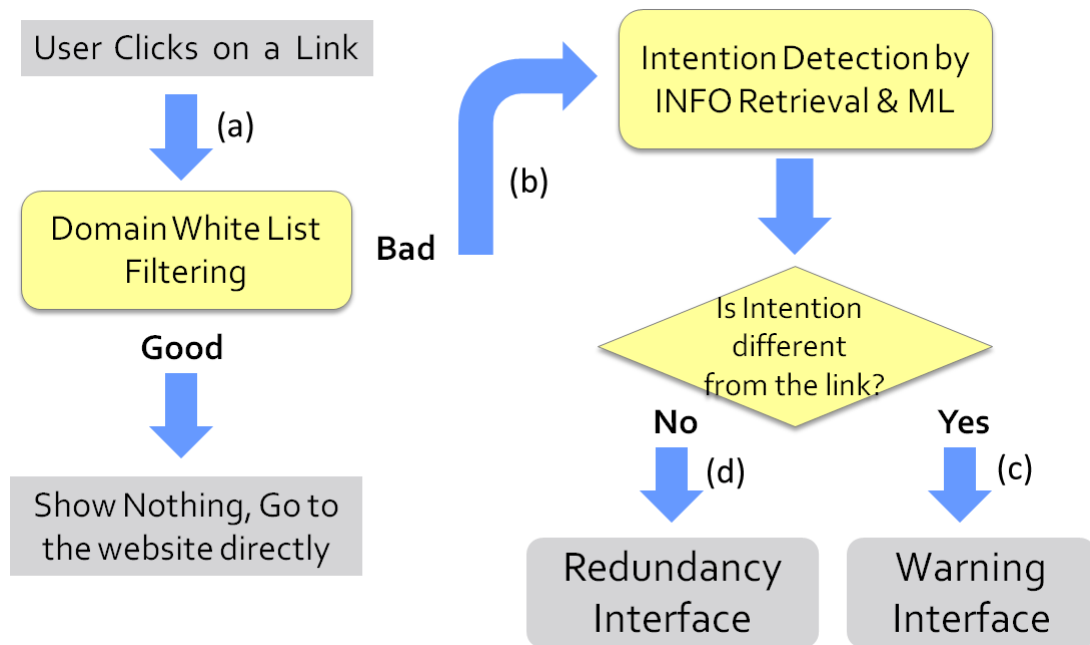 User Clicks on a Link
(a)
Domain White List
Filtering
Bad
(b)
Good
Show Nothing, Go to
the website directly
Intention Detection by
INFO Retrieval & ML
Is Intention
different
from the link?
No
(d)
Yes
(c)
Redundancy
Interface
Warning
Interface